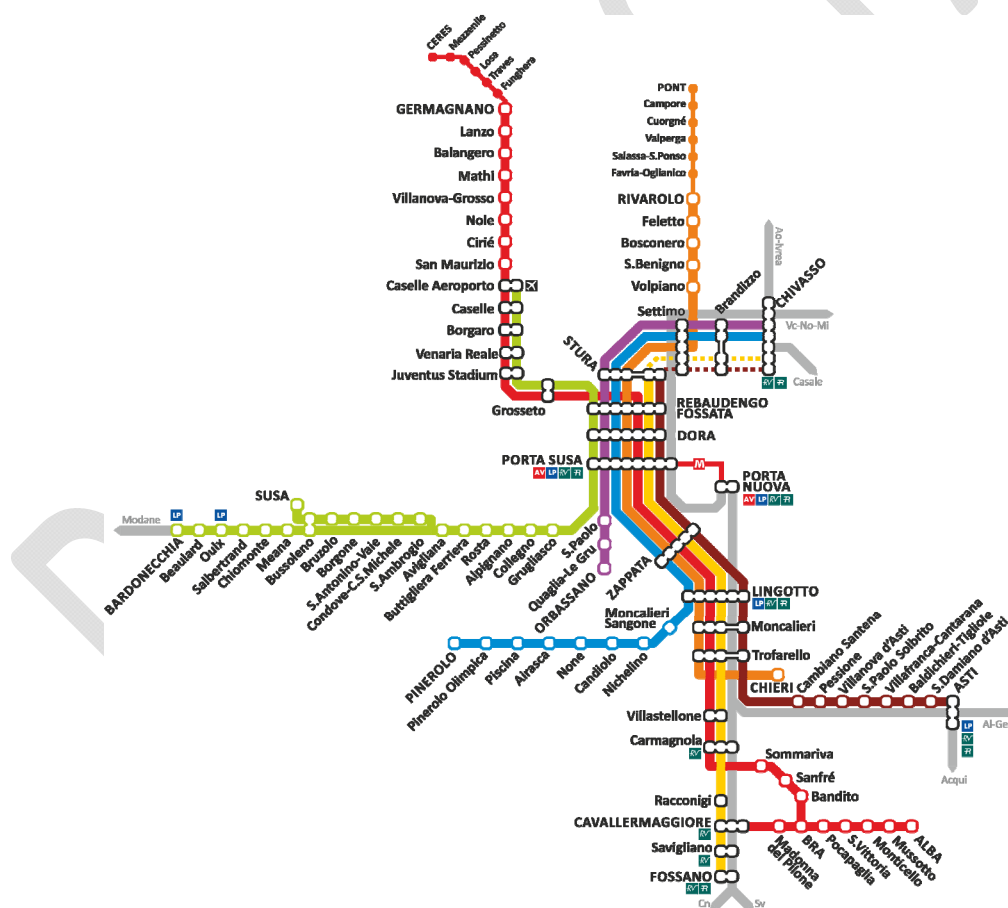 CERES
Mezzenile
Pessinetto
Losa
Traves
Funghera
GERMAGNANO
Lanzo
Balangero
Mathi
Villanova-Grosso
Nole
Cirié
San Maurizio
Caselle Aeroporto
Caselle
Borgaro
Venaria Reale
Juventus Stadium
Grosseto
PONT
Campore
Cuorgné
Valperga
Salassa-S.Ponso
Favria-Oglianico
RIVAROLO
Feletto
Bosconero
S.Benigno
Volpiano
Settimo
Brandizzo
CHIVASSO
Ao-Ivrea
Vc-No-Mi
Casale
RV R
STURA
REBAUDENGO
FOSSATA
DORA
PORTA SUSA
AV LP RV R
M
PORTA
NUOVA
AV LP RV R
SUSA
Modane
LP
LP
BARDONECCHIA
Beaulard
Oulx
Salbertrand
Chiomonte
Meana
Bussoleno
Bruzolo
Borgone
S.Antonino-Vaie
Condove-C.S.Michele
S.Ambrogio
Avigliana
Buttigliera Ferriera
Rosta
Alpignano
Collegno
Grugliasco
S.Paolo
Quaglia-Le Gru
ORBASSANO
ZAPPATA
LINGOTTO
LP RV R
Moncalieri
Sangone
Moncalieri
Trofarello
CHIERI
PINEROLO
Pinerolo Olimpica
Piscina
Airasca
None
Candiolo
Nichelino
Cambiano Santena
Pessione
Villanova d'Asti
S.Paolo Solbrito
Villafranca-Cantarana
Baldichieri-Tigliole
S.Damiano d'Asti
ASTI
LP
RV
R
Al-Ge
Acqui
Villastellone
Carmagnola
RV
Sommariva
Sanfré
Bandito
Racconigi
CAVALLERMAGGIORE
RV
Madonna
del Pilone
BRA
Pocapaglia
S.Vittoria
Monticello
Mussotto
ALBA
Savigliano
RV
FOSSANO
RV R
Cn
Sv